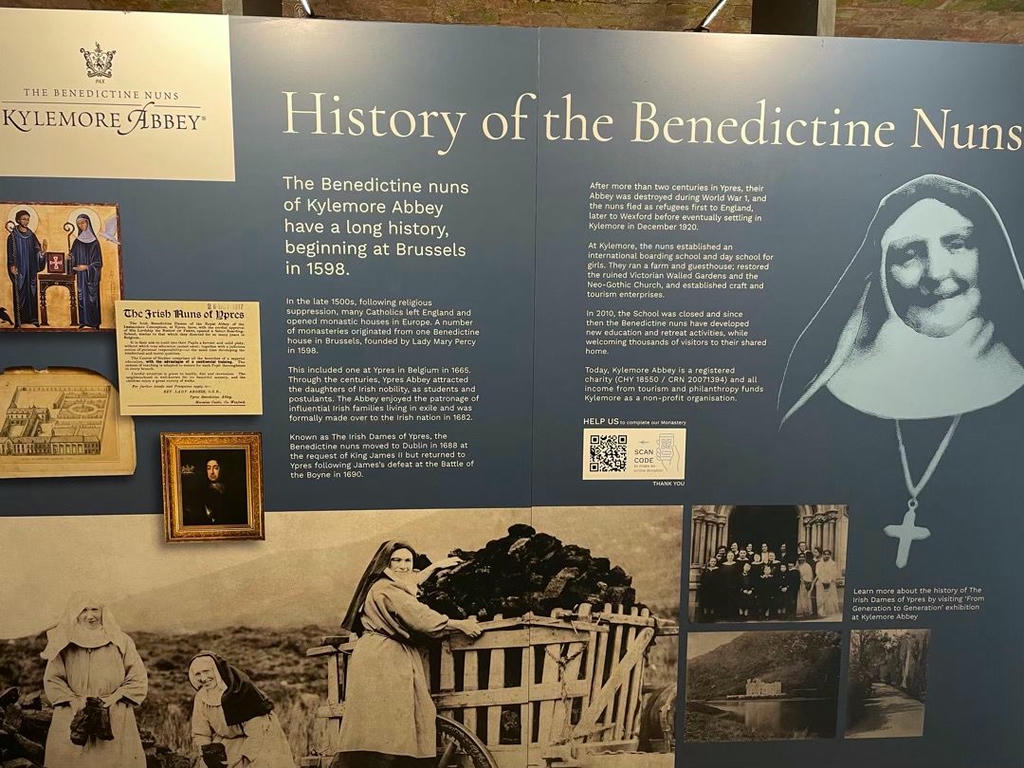 PAX
THE BENEDICTINE NUNS
KYLEMORE ABBEY®
History of the Benedictine Nuns
The Benedictine nuns
of Kylemore Abbey
have a long history,
beginning at Brussels
in 1598.
In the late 1500s, following religious
suppression, many Catholics left England and
opened monastic houses in Europe. A number
of monasteries originated from one Benedictine
house in Brussels, founded by Lady Mary Percy
in 1598.
This included one at Ypres in Belgium in 1665.
Through the centuries, Ypres Abbey attracted
the daughters of Irish nobility, as students and
postulants. The Abbey enjoyed the patronage of
influential Irish families living in exile and was
formally made over to the Irish nation in 1682.
Known as The Irish Dames of Ypres, the
Benedictine nuns moved to Dublin in 1688 at
the request of King James II but returned to
Ypres following James's defeat at the Battle of
the Boyne in 1690.
After more than two centuries in Ypres, their
Abbey was destroyed during World War 1, and
the nuns fled as refugees first to England,
later to Wexford before eventually settling in
Kylemore in December 1920.
At Kylemore, the nuns established an
international boarding school and day school for
girls. They ran a farm and guesthouse; restored
the ruined Victorian Walled Gardens and the
Neo-Gothic Church, and established craft and
tourism enterprises.
In 2010, the School was closed and since
then the Benedictine nuns have developed
new education and retreat activities, while
welcoming thousands of visitors to their shared
home.
Today, Kylemore Abbey is a registered
charity (CHY 18550 / CRN 20071394) and all
income from tourism and philanthropy funds
Kylemore as a non-profit organisation.
HELP US to complete our Monastery
SCAN
CODE
to make an
online donation
THANK YOU
The Irish Nuns of Ypres
Learn more about the history of The
Irish Dames of Ypres by visiting 'From
Generation to Generation' exhibition
at Kylemore Abbey